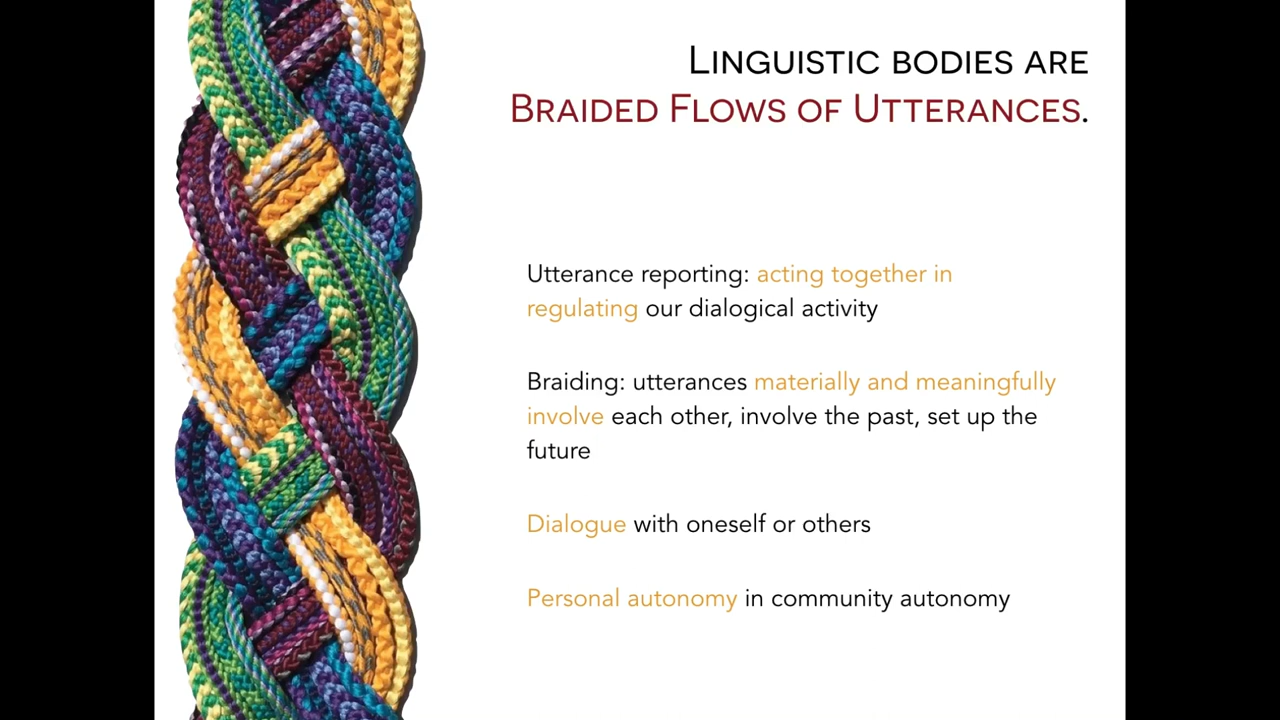 Linguistic bodies are
Braided Flows of Utterances.
Utterance reporting: acting together in
regulating our dialogical activity
Braiding: utterances materially and meaningfully
involve each other, involve the past, set up the
future
Dialogue with oneself or others
Personal autonomy in community autonomy